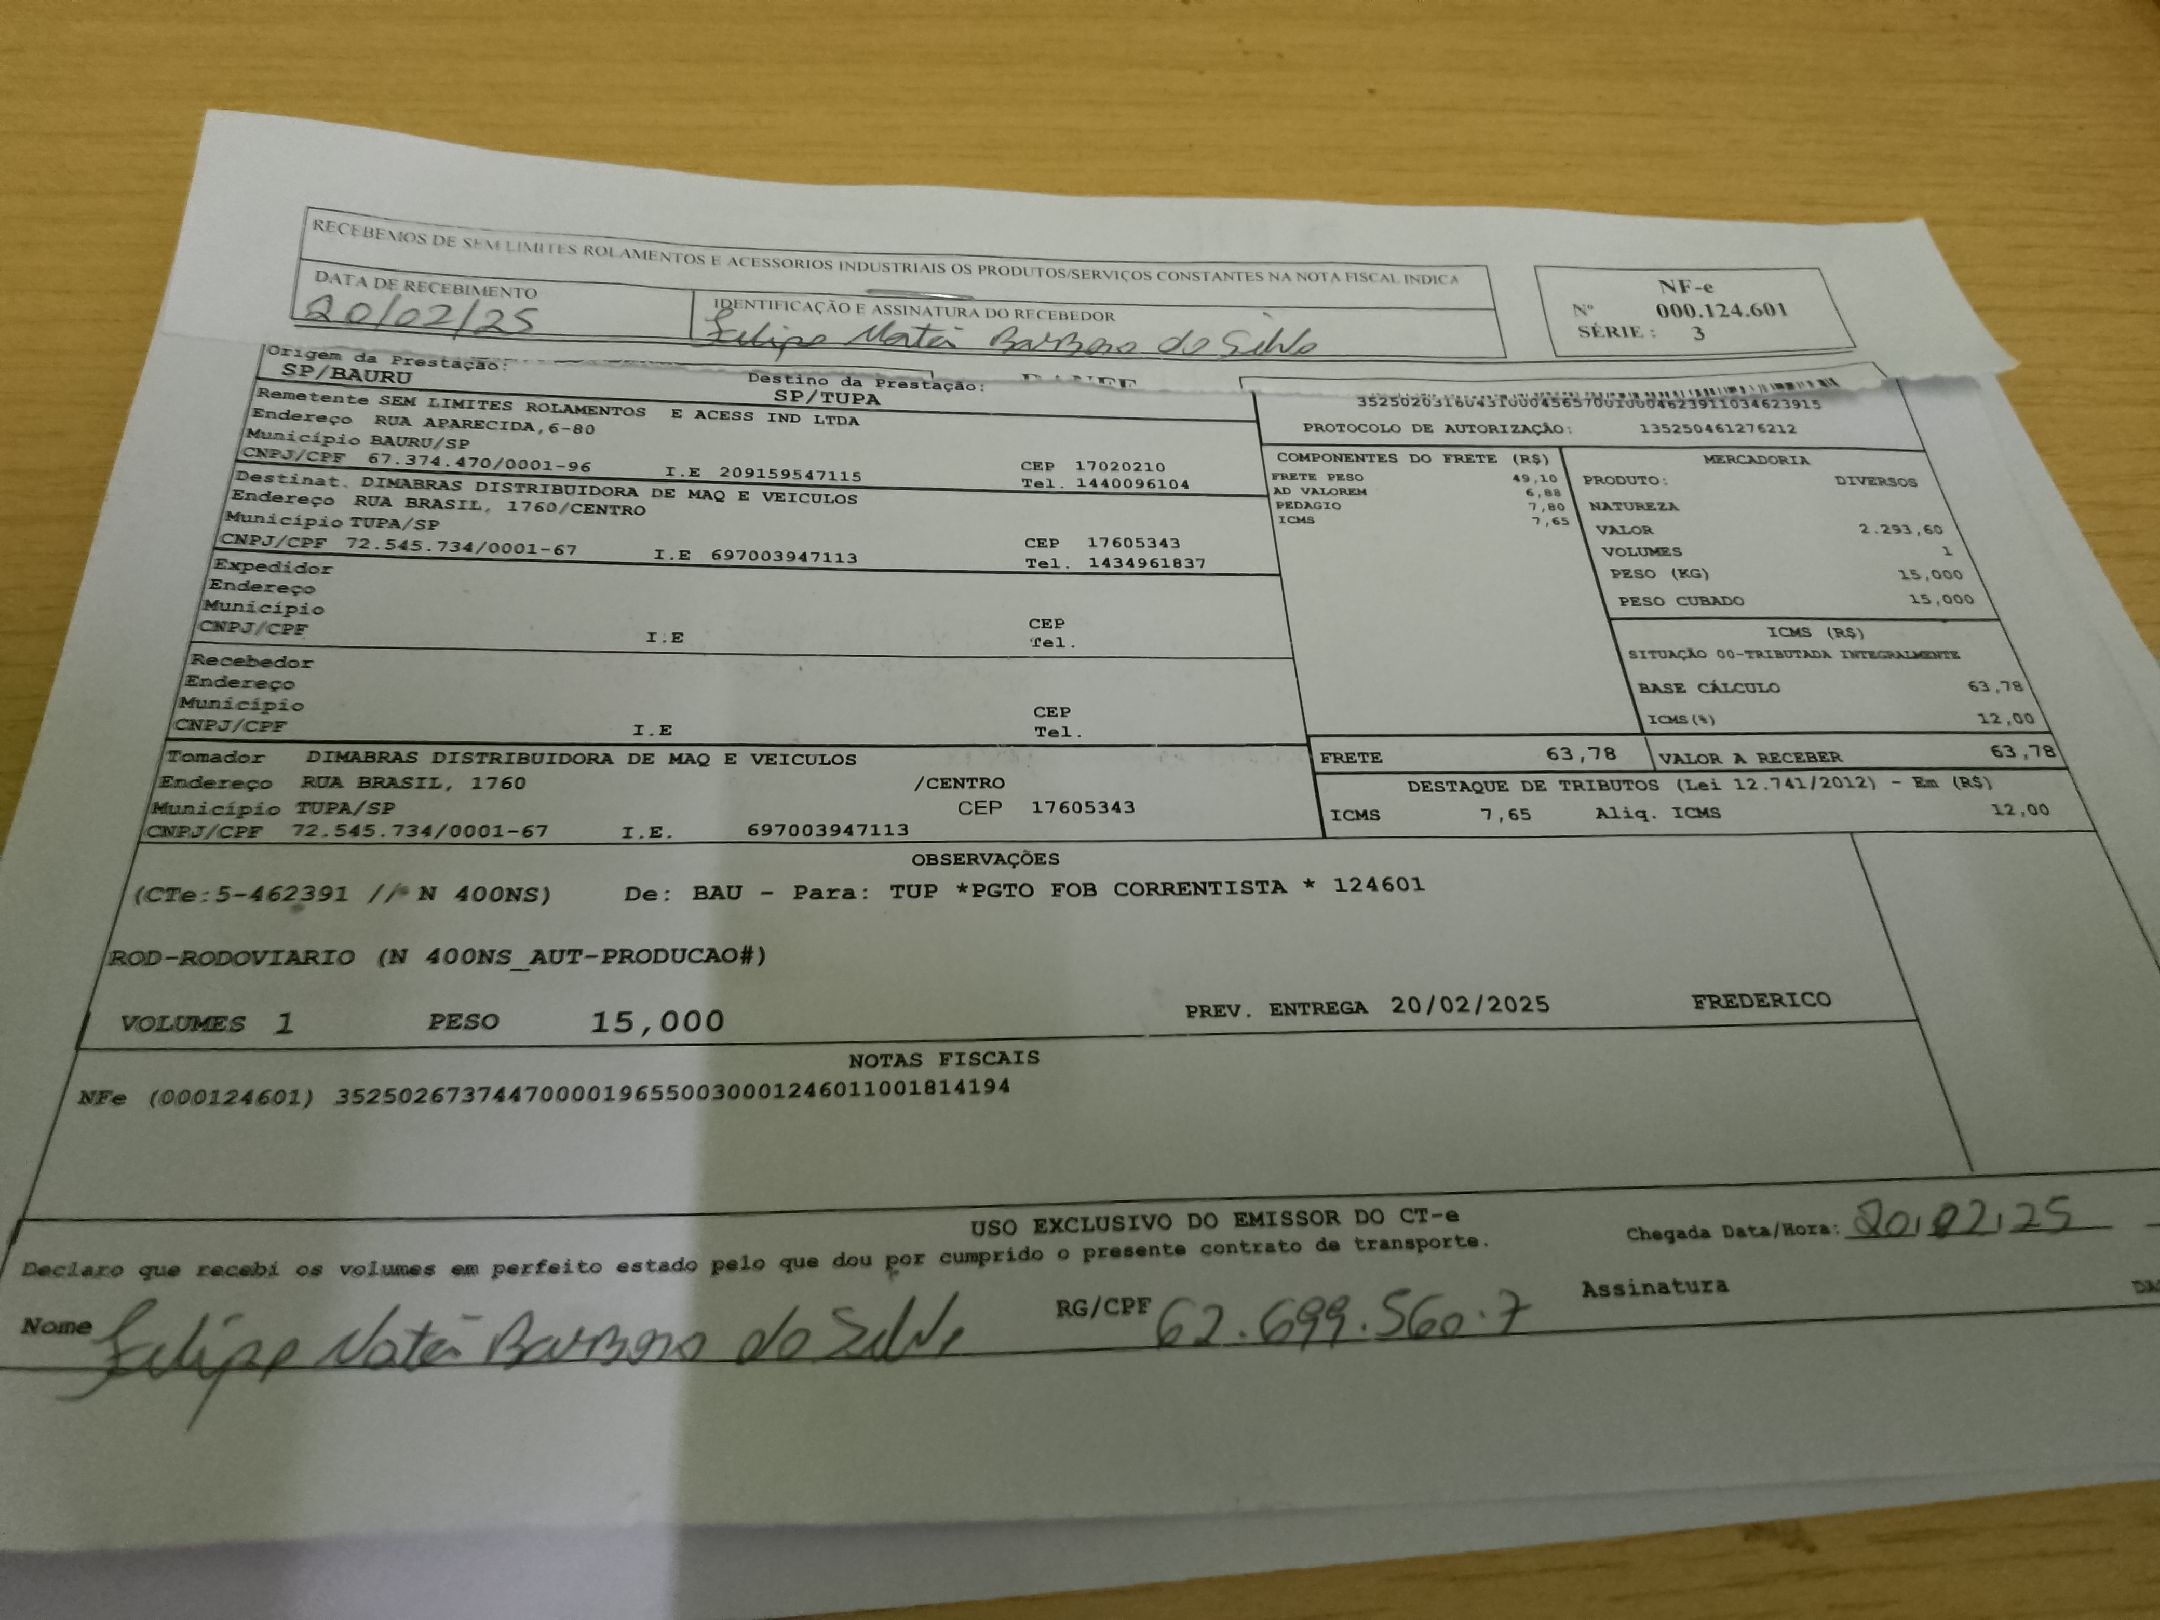 RECEBEMOS DE SEM LIMITES ROLAMENTOS E ACESSORIOS INDUSTRIAIS OS PRODUTOS/SERVIÇOS CONSTANTES NA NOTA FISCAL INDICA
DATA DE RECEBIMENTO
20/02/25
IDENTIFICAÇÃO E ASSINATURA DO RECEBEDOR
Felipe Natã Barbosa da Silva
NF-e
Nº 000.124.601
SÉRIE : 3
Origem da Prestação:
SP/BAURU
Destino da Prestação:
SP/TUPA
Remetente SEM LIMITES ROLAMENTOS E ACESS IND LTDA
Endereço RUA APARECIDA,6-80
Município BAURU/SP
CNPJ/CPF 67.374.470/0001-96 I.E 209159547115
CEP 17020210
Tel. 1440096104
Destinat. DIMABRAS DISTRIBUIDORA DE MAQ E VEICULOS
Endereço RUA BRASIL, 1760/CENTRO
Município TUPA/SP
CNPJ/CPF 72.545.734/0001-67 I.E 697003947113
CEP 17605343
Tel. 1434961837
Expedidor
Endereço
Município
CNPJ/CPF I.E
CEP
Tel.
Recebedor
Endereço
Município
CNPJ/CPF I.E
CEP
Tel.
Tomador DIMABRAS DISTRIBUIDORA DE MAQ E VEICULOS
Endereço RUA BRASIL, 1760 /CENTRO
Município TUPA/SP CEP 17605343
CNPJ/CPF 72.545.734/0001-67 I.E. 697003947113
PROTOCOLO DE AUTORIZAÇÃO: 135250461276212
COMPONENTES DO FRETE (R$)
FRETE PESO 49,10
AD VALOREM 6,88
PEDAGIO 7,80
ICMS 7,65
MERCADORIA
PRODUTO: DIVERSOS
NATUREZA
VALOR 2.293,60
VOLUMES 1
PESO (KG) 15,000
PESO CUBADO 15,000
ICMS (R$)
SITUAÇÃO 00-TRIBUTADA INTEGRALMENTE
BASE CÁLCULO 63,78
ICMS(%) 12,00
FRETE 63,78 VALOR A RECEBER 63,78
DESTAQUE DE TRIBUTOS (Lei 12.741/2012) - Em (R$)
ICMS 7,65 Aliq. ICMS 12,00
OBSERVAÇÕES
(CTe:5-462391 // N 400NS) De: BAU - Para: TUP *PGTO FOB CORRENTISTA * 124601
ROD-RODOVIARIO (N 400NS_AUT-PRODUCAO#)
VOLUMES 1 PESO 15,000 PREV. ENTREGA 20/02/2025 FREDERICO
NOTAS FISCAIS
NFe (000124601) 35250267374470000196550030001246011001814194
USO EXCLUSIVO DO EMISSOR DO CT-e
Declaro que recebi os volumes em perfeito estado pelo que dou por cumprido o presente contrato de transporte.
Chegada Data/Hora: 20/02/25
Nome Felipe Natã Barbosa da Silva RG/CPF 62.699.560-7 Assinatura